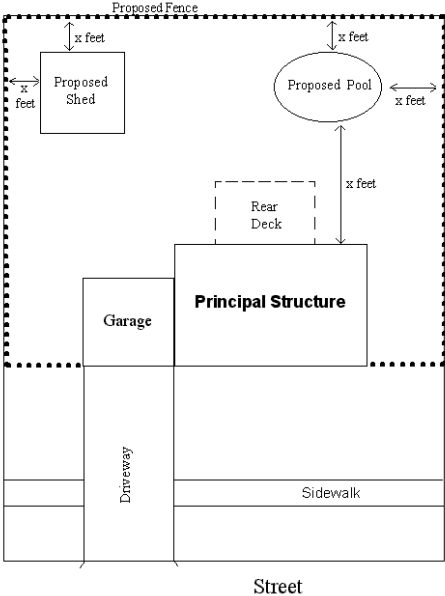 Proposed Fence
x feet
x feet
x
feet
Proposed
Shed
Proposed Pool
x feet
x feet
Rear
Deck
Principal Structure
Garage
Driveway
Sidewalk
Street